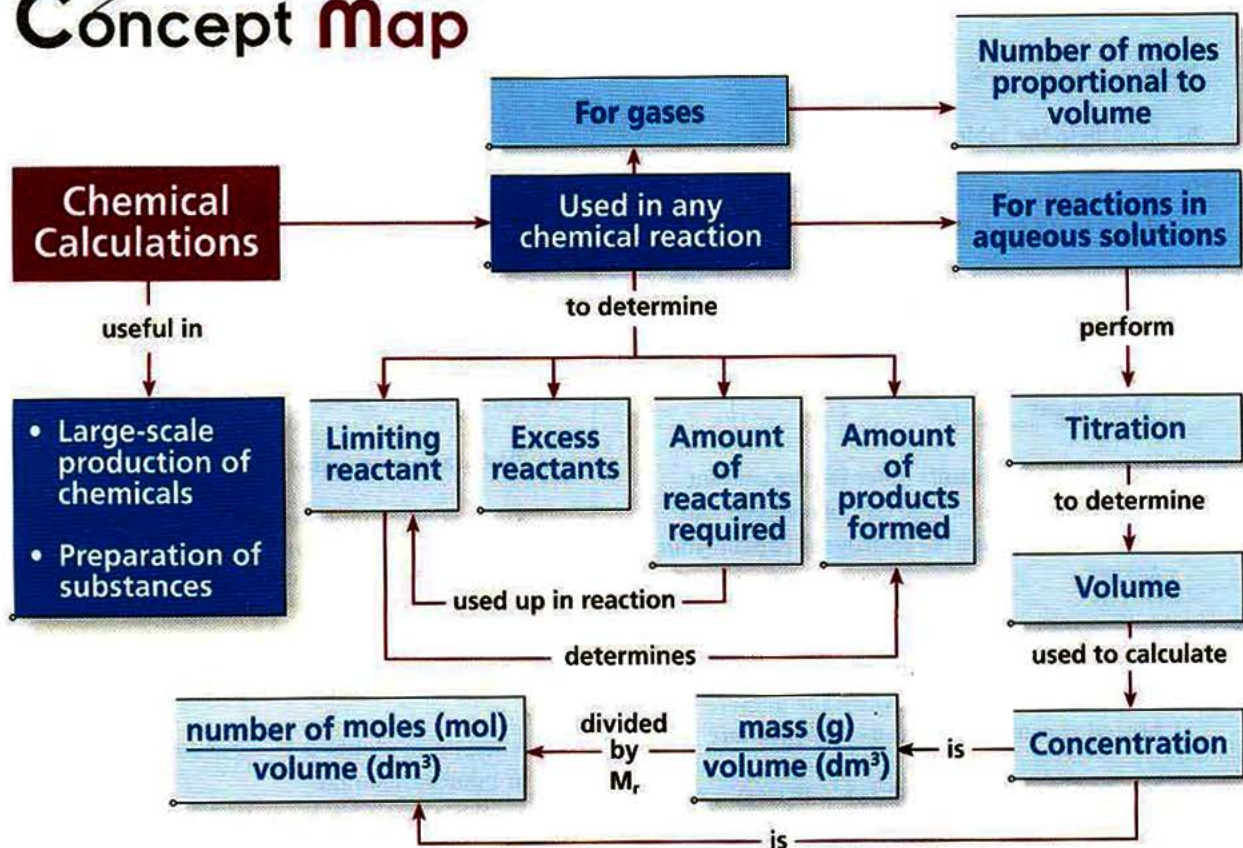 Concept Map
Chemical
Calculations
useful in
• Large-scale
production of
chemicals
• Preparation of
substances
For gases
Number of moles
proportional to
volume
Used in any
chemical reaction
For reactions in
aqueous solutions
to determine
Limiting
reactant
Excess
reactants
Amount
of
reactants
required
Amount
of
products
formed
used up in reaction
determines
perform
Titration
to determine
Volume
used to calculate
Concentration
is
mass (g)
volume (dm³)
divided
by
Mᵣ
number of moles (mol)
volume (dm³)
is